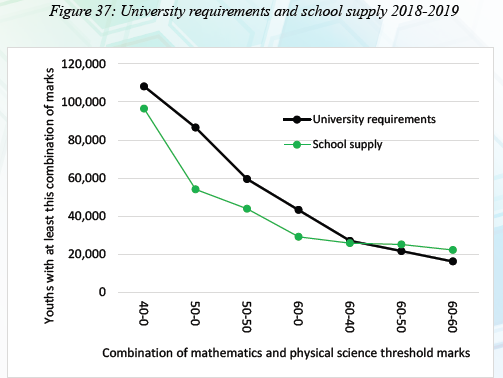 Figure 37: University requirements and school supply 2018-2019
Youths with at least this combination of marks
120,000
100,000
80,000
60,000
40,000
20,000
0
University requirements
School supply
40-0
50-0
50-50
60-0
60-40
60-50
60-60
Combination of mathematics and physical science threshold marks